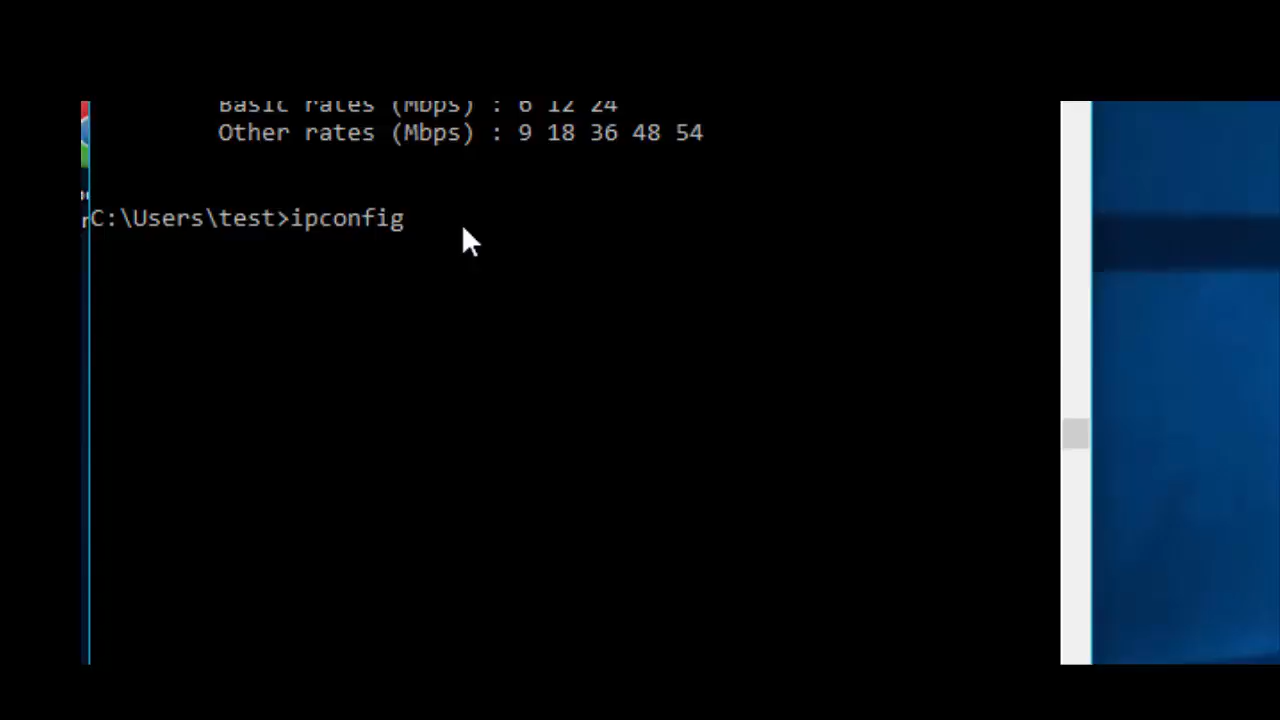 Basic rates (Mbps) : 6 12 24
Other rates (Mbps) : 9 18 36 48 54
C:\Users\test>ipconfig